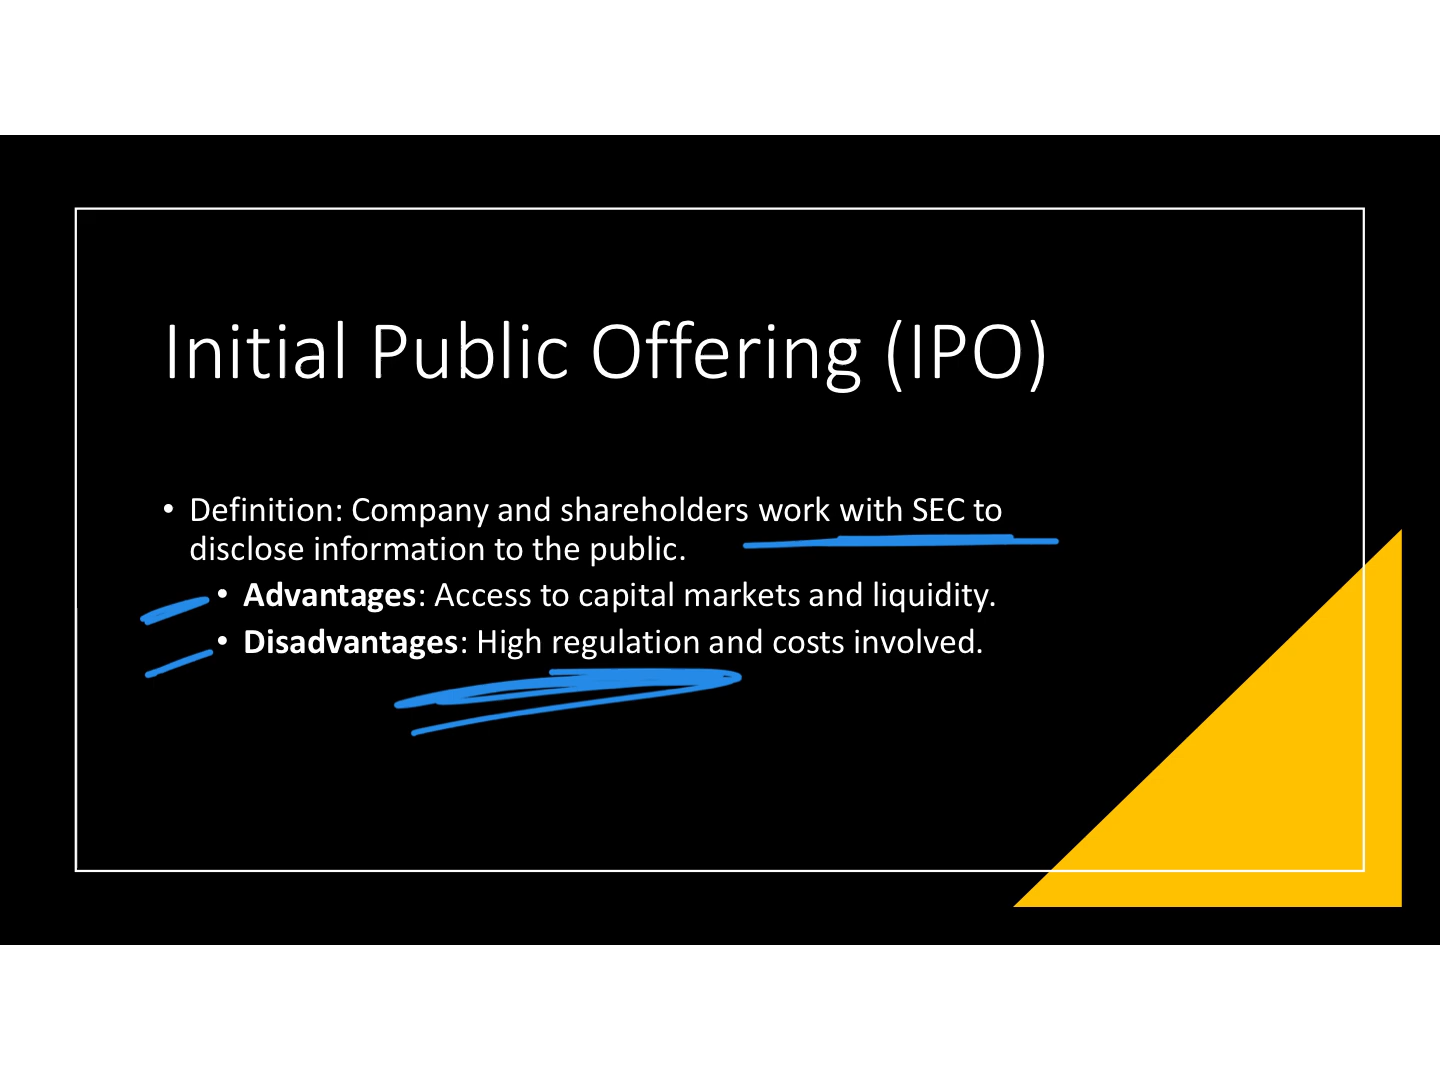 Initial Public Offering (IPO)
• Definition: Company and shareholders work with SEC to
disclose information to the public.
• Advantages: Access to capital markets and liquidity.
• Disadvantages: High regulation and costs involved.